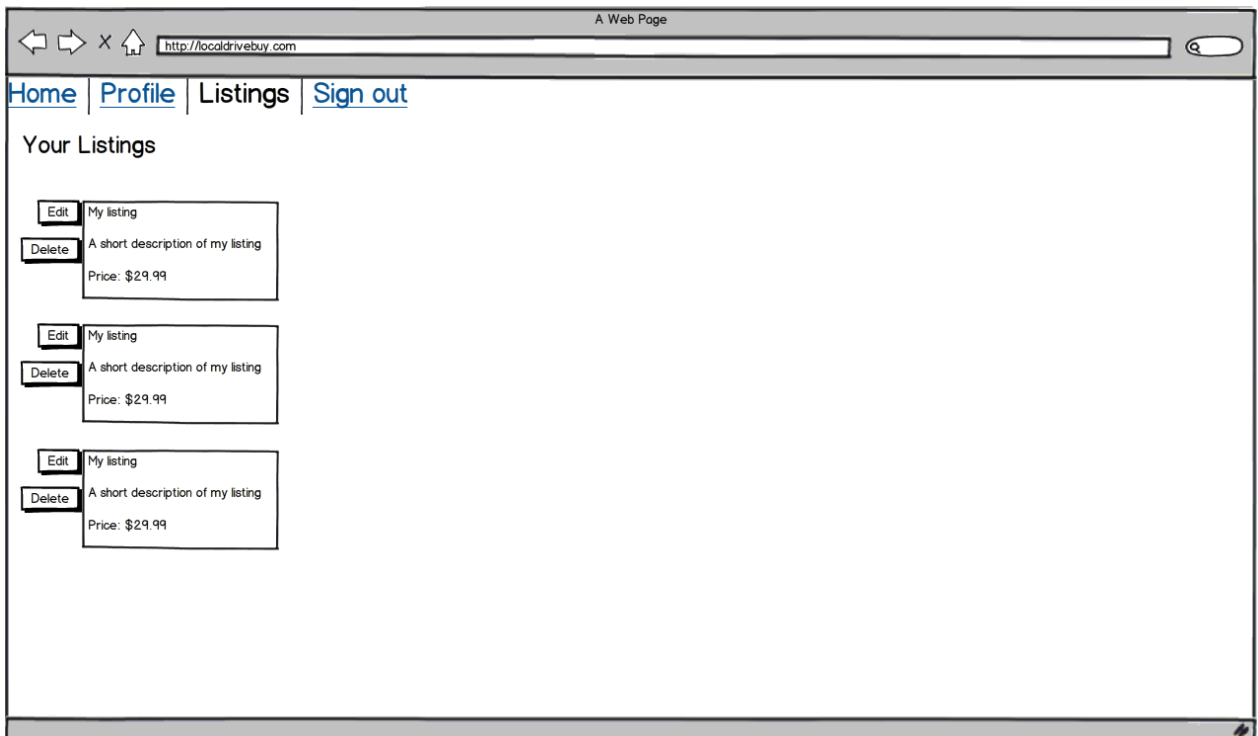 A Web Page
http://localdrivebuy.com
Home Profile Listings Sign out
Your Listings
Edit My listing
Delete A short description of my listing
Price: $29.99
Edit My listing
Delete A short description of my listing
Price: $29.99
Edit My listing
Delete A short description of my listing
Price: $29.99